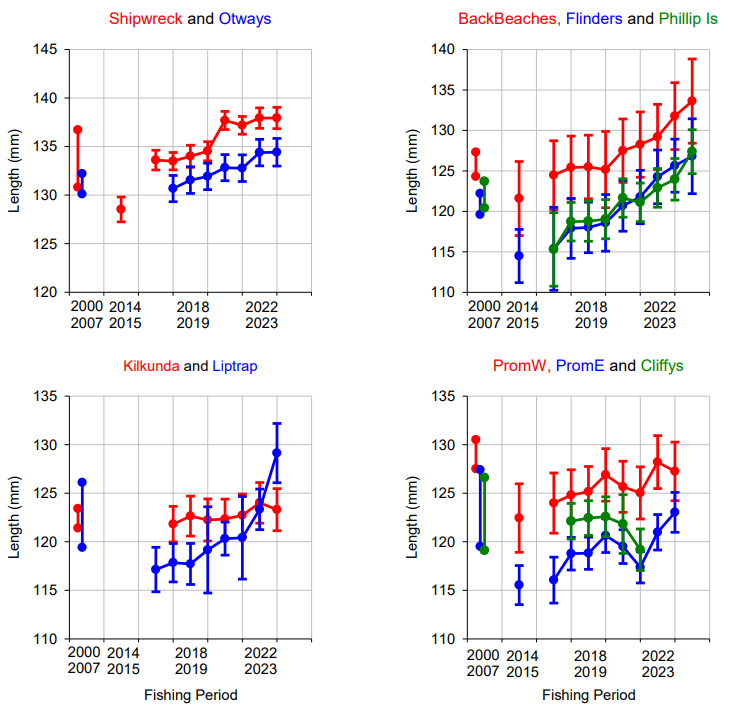 Shipwreck and Otways
145
140
135
130
125
120
Length (mm)
2000 2014 2018 2022
2007 2015 2019 2023
BackBeaches, Flinders and Phillip Is
140
135
130
125
120
115
110
Length (mm)
2000 2014 2018 2022
2007 2015 2019 2023
Kilkunda and Liptrap
135
130
125
120
115
110
Length (mm)
2000 2014 2018 2022
2007 2015 2019 2023
Fishing Period
PromW, PromE and Cliffys
135
130
125
120
115
110
Length (mm)
2000 2014 2018 2022
2007 2015 2019 2023
Fishing Period